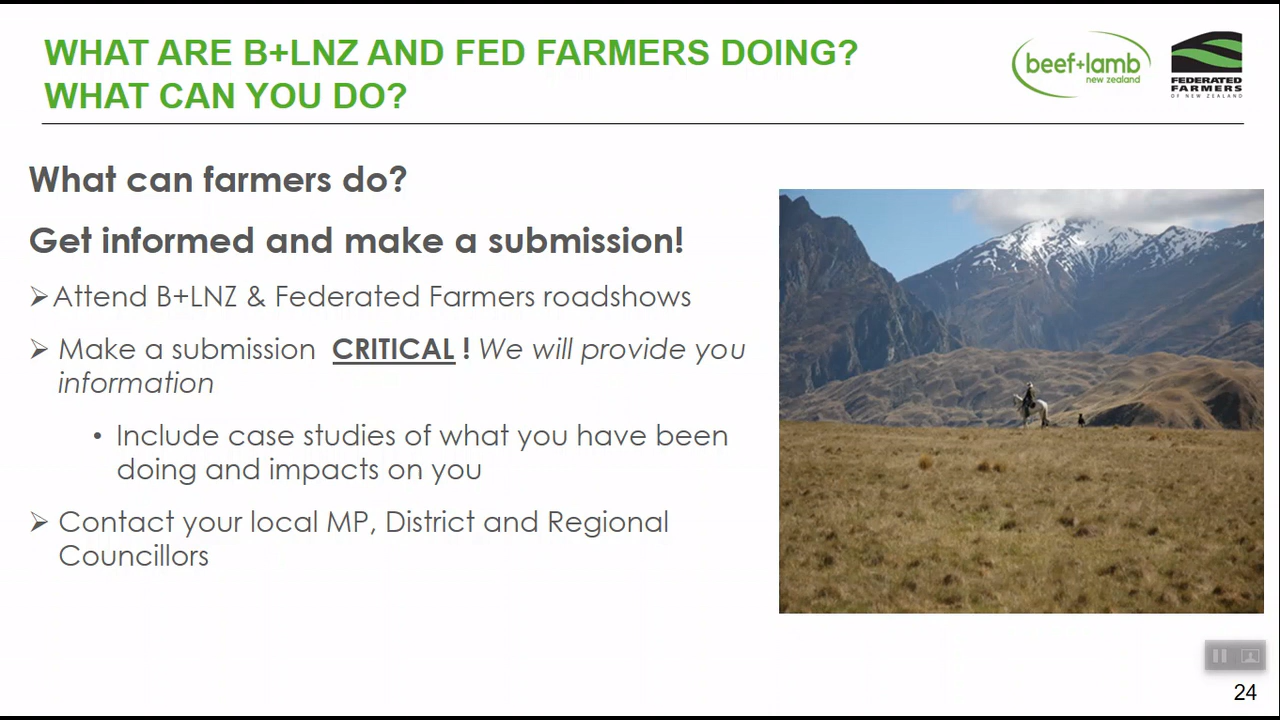 WHAT ARE B+LNZ AND FED FARMERS DOING?
WHAT CAN YOU DO?
beef+lamb
new zealand
FEDERATED
FARMERS
OF NEW ZEALAND
What can farmers do?
Get informed and make a submission!
➢Attend B+LNZ & Federated Farmers roadshows
➢ Make a submission CRITICAL ! We will provide you
information
• Include case studies of what you have been
doing and impacts on you
➢ Contact your local MP, District and Regional
Councillors
24